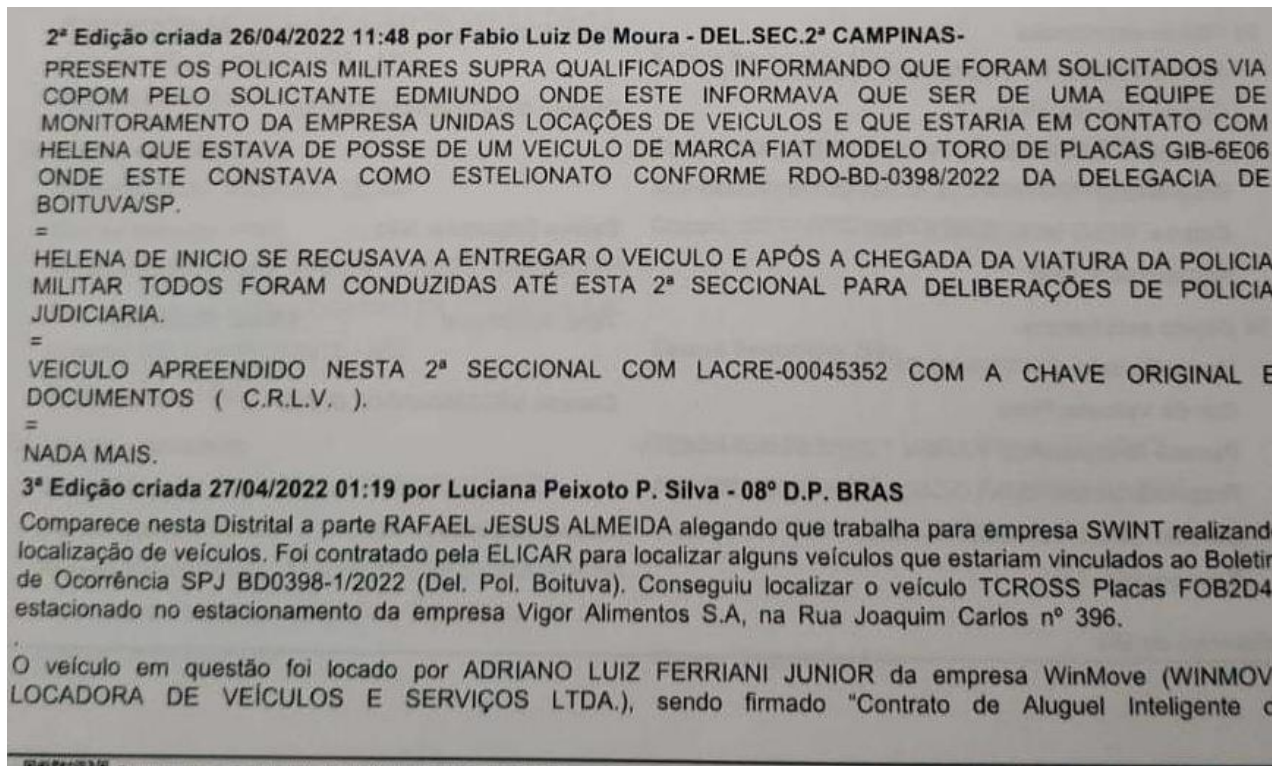 2ª Edição criada 26/04/2022 11:48 por Fabio Luiz De Moura - DEL.SEC.2ª CAMPINAS-
PRESENTE OS POLICAIS MILITARES SUPRA QUALIFICADOS INFORMANDO QUE FORAM SOLICITADOS VIA
COPOM PELO SOLICTANTE EDMIUNDO ONDE ESTE INFORMAVA QUE SER DE UMA EQUIPE DE
MONITORAMENTO DA EMPRESA UNIDAS LOCAÇÕES DE VEICULOS E QUE ESTARIA EM CONTATO COM
HELENA QUE ESTAVA DE POSSE DE UM VEICULO DE MARCA FIAT MODELO TORO DE PLACAS GIB-6E06
ONDE ESTE CONSTAVA COMO ESTELIONATO CONFORME RDO-BD-0398/2022 DA DELEGACIA DE
BOITUVA/SP.
=
HELENA DE INICIO SE RECUSAVA A ENTREGAR O VEICULO E APÓS A CHEGADA DA VIATURA DA POLICIA
MILITAR TODOS FORAM CONDUZIDAS ATÉ ESTA 2ª SECCIONAL PARA DELIBERAÇÕES DE POLICIA
JUDICIARIA.
=
VEICULO APREENDIDO NESTA 2ª SECCIONAL COM LACRE-00045352 COM A CHAVE ORIGINAL E
DOCUMENTOS ( C.R.L.V. ).
=
NADA MAIS.
3ª Edição criada 27/04/2022 01:19 por Luciana Peixoto P. Silva - 08º D.P. BRAS
Comparece nesta Distrital a parte RAFAEL JESUS ALMEIDA alegando que trabalha para empresa SWINT realizand
localização de veículos. Foi contratado pela ELICAR para localizar alguns veículos que estariam vinculados ao Boletin
de Ocorrência SPJ BD0398-1/2022 (Del. Pol. Boituva). Conseguiu localizar o veículo TCROSS Placas FOB2D4
estacionado no estacionamento da empresa Vigor Alimentos S.A, na Rua Joaquim Carlos nº 396.
.
O veículo em questão foi locado por ADRIANO LUIZ FERRIANI JUNIOR da empresa WinMove (WINMOV
LOCADORA DE VEÍCULOS E SERVIÇOS LTDA.), sendo firmado "Contrato de Aluguel Inteligente d